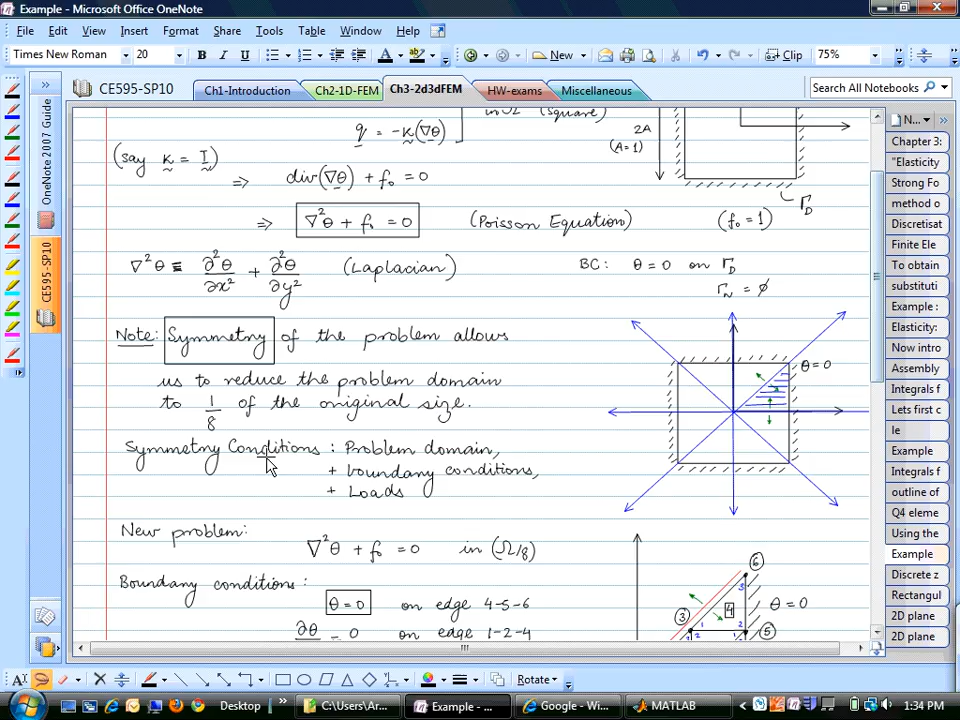 Example - Microsoft Office OneNote
File Edit View Insert Format Share Tools Table Window Help
Times New Roman 20 B I U A New Clip 75%
CE595-SP10 Ch1-Introduction Ch2-1D-FEM Ch3-2d3dFEM HW-exams Miscellaneous Search All Notebooks
OneNote 2007 Guide
CE595-SP10
N...
Chapter 3:
"Elasticity
Strong Fo
method o
Discretisat
Finite Ele
To obtain
substituti
Example :
Elasticity:
Now intro
Assembly
Integrals f
Lets first c
Ie
Example
Integrals f
outline of
Q4 eleme
Using the
Example
Discrete z
Rectangul
2D plane
2D plane
in Ω (square)
q = -κ(∇θ)
(say κ = I)
⇒ div(∇θ) + f₀ = 0
⇒ ∇²θ + f₀ = 0 (Poisson Equation) (f₀=1)
∇²θ ≡ ∂²θ/∂x² + ∂²θ/∂y² (Laplacian)
BC: θ=0 on Γ_D
Γ_N = ∅
2A
(A=1)
Γ_D
Note: Symmetry of the problem allows
us to reduce the problem domain
to 1/8 of the original size.
θ=0
Symmetry Conditions : Problem domain,
+ boundary conditions,
+ Loads
New problem:
∇²θ + f₀ = 0 in (Ω/8)
Boundary conditions :
θ=0 on edge 4-5-6
∂θ = 0 on edge 1-2-4
6
3
4 θ=0
3
1 2
2 1
5
Rotate
Desktop C:\Users\Ar... Example - ... Google - Wi... MATLAB 1:34 PM